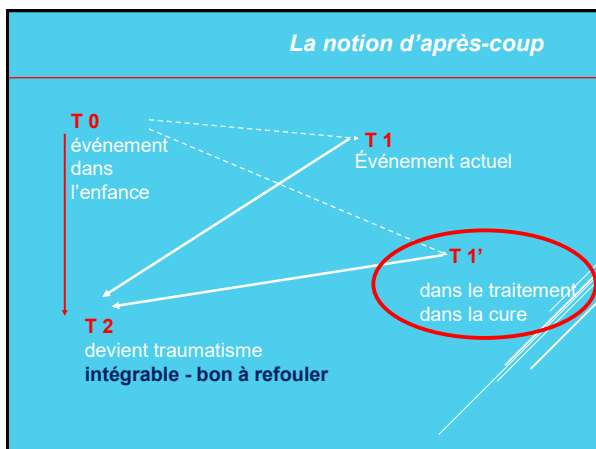 La notion d’après-coup
T 0
événement
dans
l’enfance
T 1
Événement actuel
T 1’
dans le traitement
dans la cure
T 2
devient traumatisme
intégrable - bon à refouler